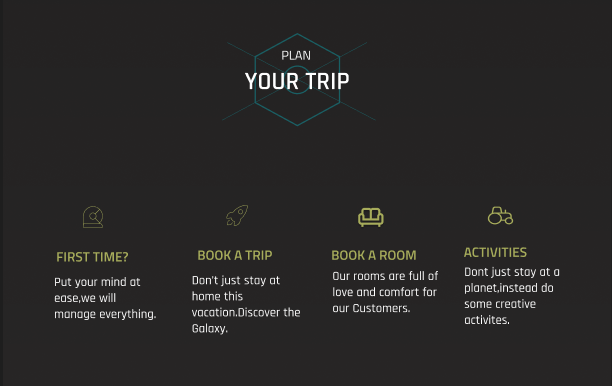 PLAN
YOUR TRIP
FIRST TIME?
Put your mind at
ease,we will
manage everything.
BOOK A TRIP
Don't just stay at
home this
vacation.Discover the
Galaxy.
BOOK A ROOM
Our rooms are full of
love and comfort for
our Customers.
ACTIVITIES
Dont just stay at a
planet,instead do
some creative
activites.